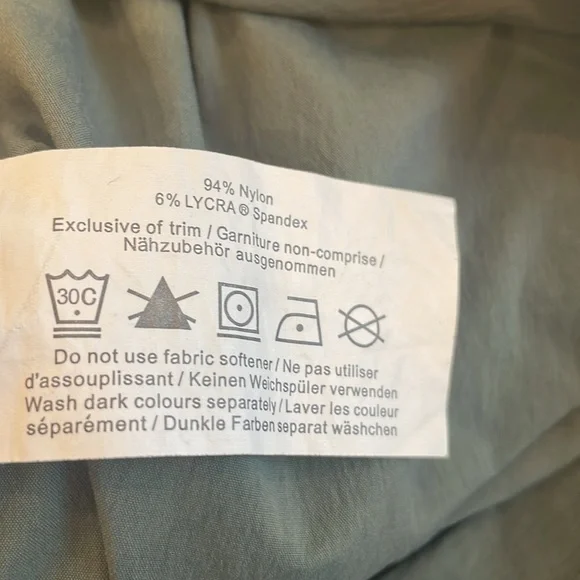 94% Nylon
6% LYCRA® Spandex
Exclusive of trim / Garniture non-comprise /
Nähzubehör ausgenommen
30C
Do not use fabric softener / Ne pas utiliser
d'assouplissant / Keinen Weichspüler verwenden
Wash dark colours separately / Laver les couleur
séparément / Dunkle Farben separat wäshchen